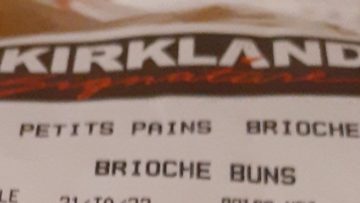 KIRKLAND
Signature
PETITS PAINS BRIOCHE
BRIOCHE BUNS